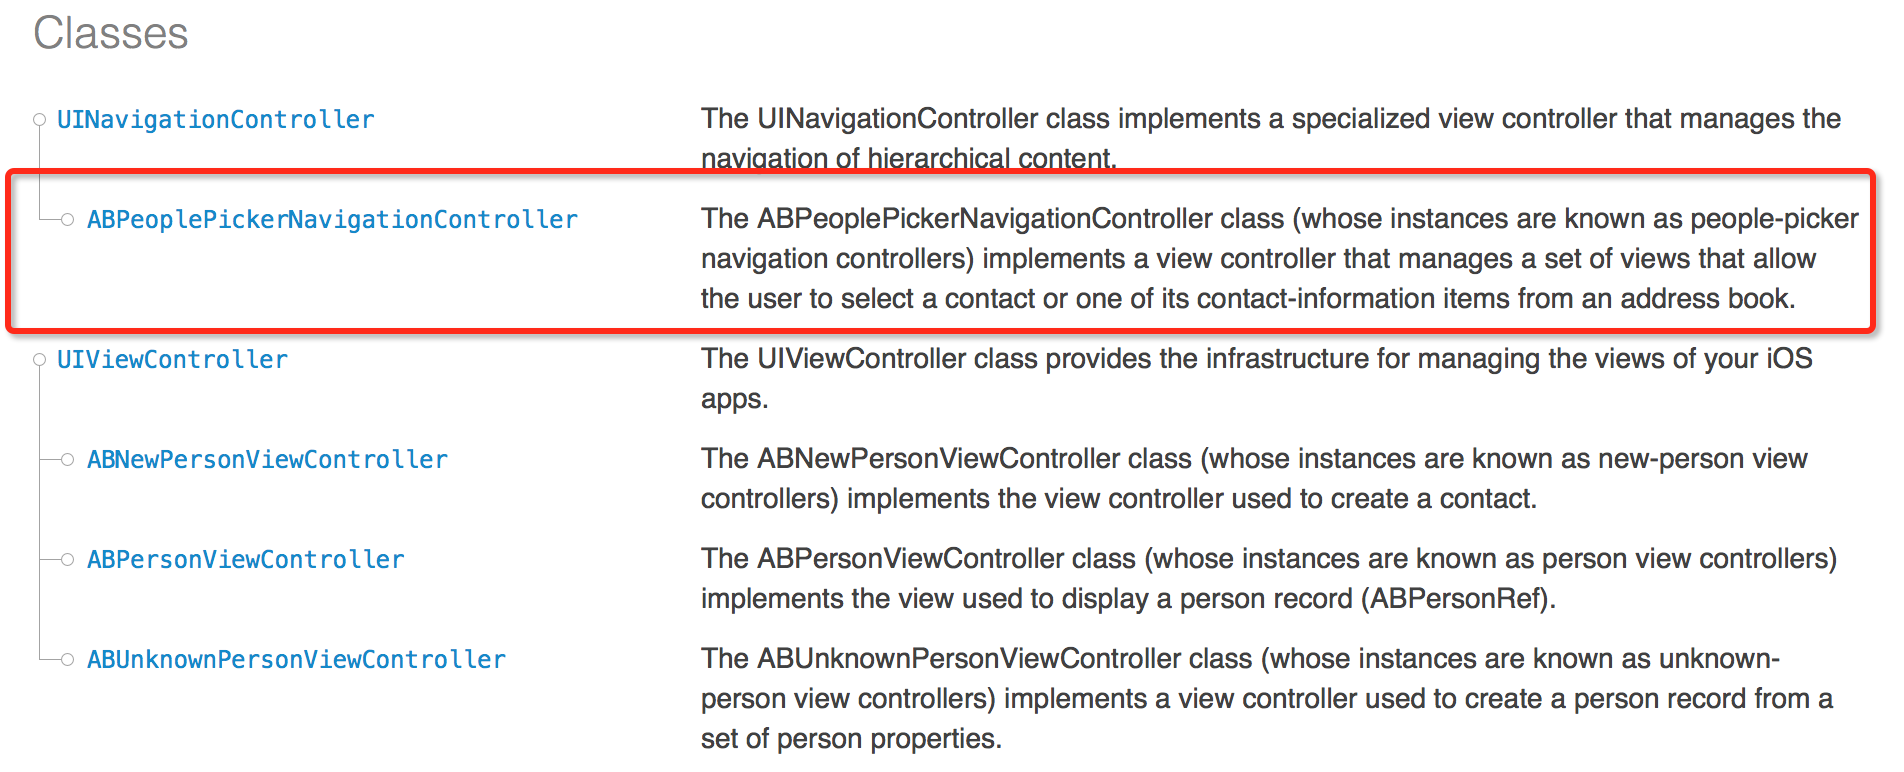 Classes
UINavigationController
The UINavigationController class implements a specialized view controller that manages the
navigation of hierarchical content.
ABPeoplePickerNavigationController
The ABPeoplePickerNavigationController class (whose instances are known as people-picker
navigation controllers) implements a view controller that manages a set of views that allow
the user to select a contact or one of its contact-information items from an address book.
UIViewController
The UIViewController class provides the infrastructure for managing the views of your iOS
apps.
ABNewPersonViewController
The ABNewPersonViewController class (whose instances are known as new-person view
controllers) implements the view controller used to create a contact.
ABPersonViewController
The ABPersonViewController class (whose instances are known as person view controllers)
implements the view used to display a person record (ABPersonRef).
ABUnknownPersonViewController
The ABUnknownPersonViewController class (whose instances are known as unknown-
person view controllers) implements a view controller used to create a person record from a
set of person properties.